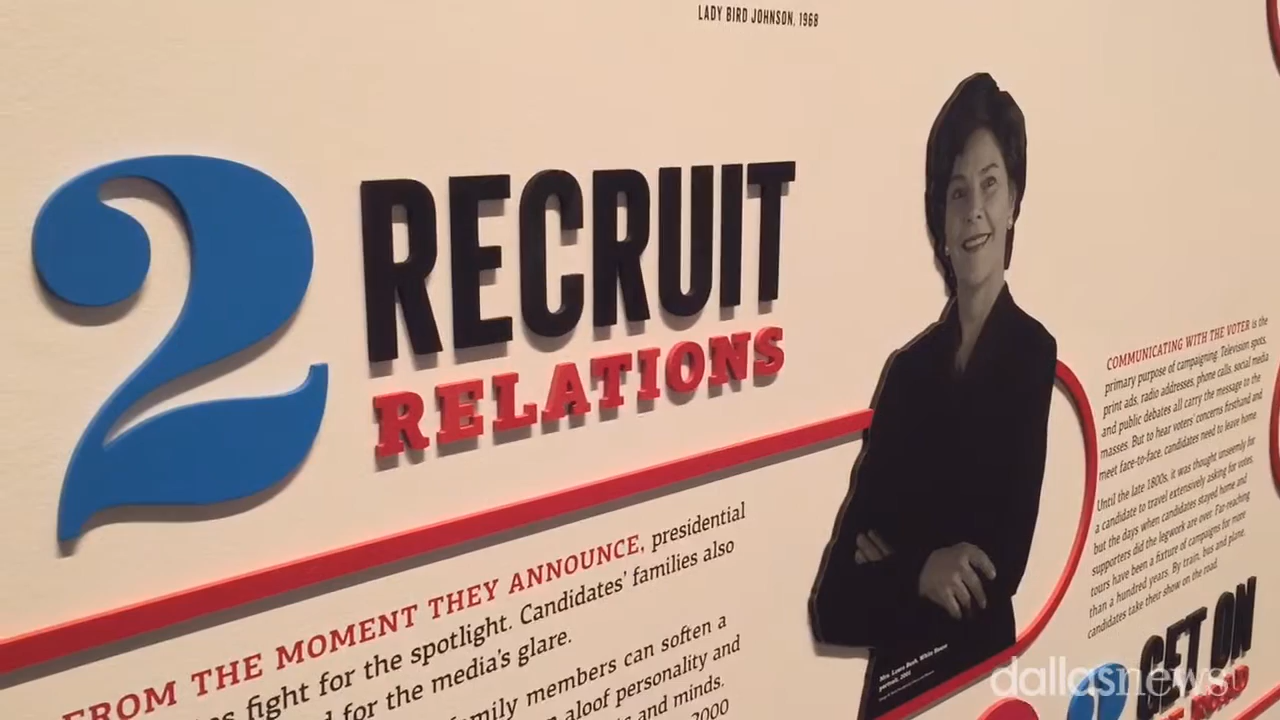 LADY BIRD JOHNSON, 1968
2 RECRUIT
RELATIONS
FROM THE MOMENT THEY ANNOUNCE, presidential
fight for the spotlight. Candidates' families also
for the media's glare.
family members can soften a
aloof personality and
and minds.
2000
Mrs. Laura Bush, White House
portrait, 2001
COMMUNICATING WITH THE VOTER is the
primary purpose of campaigning. Television spots,
print ads, radio addresses, phone calls, social media
and public debates all carry the message to the
masses. But to hear voters' concerns firsthand and
meet face-to-face, candidates need to leave home.
Until the late 1800s, it was thought unseemly for
a candidate to travel extensively asking for votes,
but the days when candidates stayed home and
supporters did the legwork are over. Far-reaching
tours have been a fixture of campaigns for more
than a hundred years. By train, bus and plane,
candidates take their show on the road.
GET ON
dallasnews